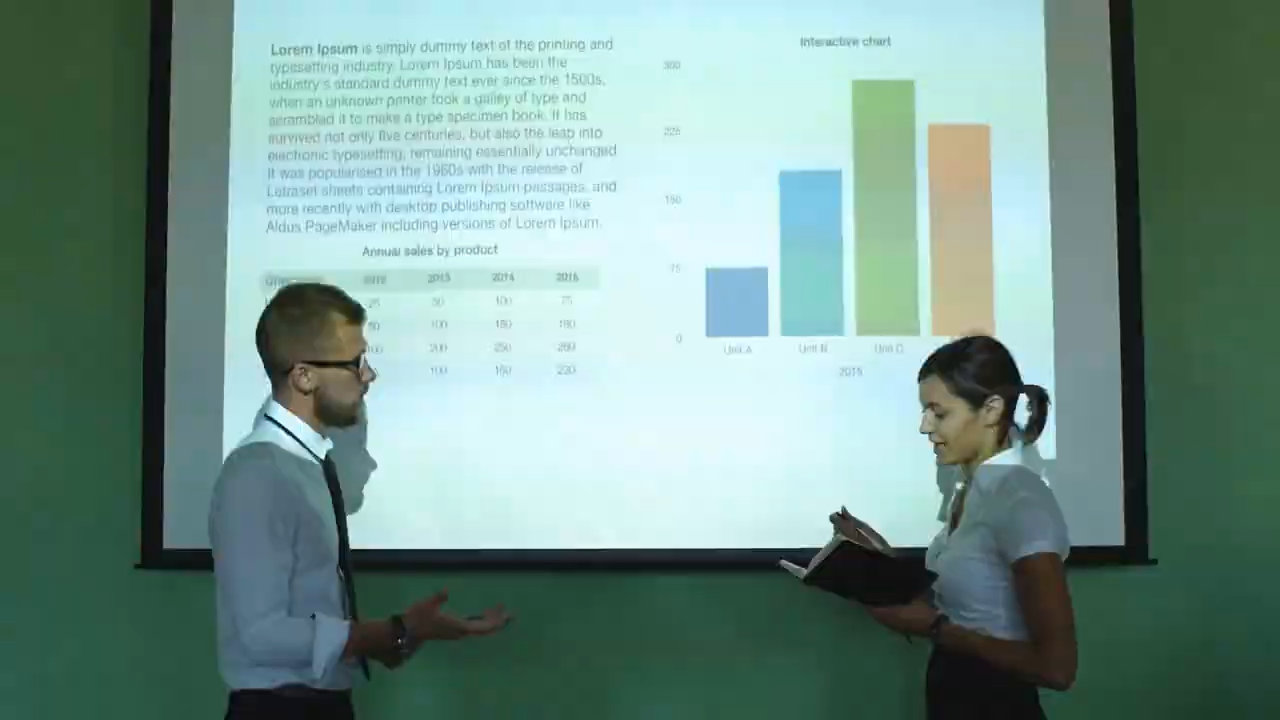 Lorem Ipsum is simply dummy text of the printing and
typesetting industry. Lorem Ipsum has been the
industry's standard dummy text ever since the 1500s,
when an unknown printer took a galley of type and
scrambled it to make a type specimen book. It has
survived not only five centuries, but also the leap into
electronic typesetting, remaining essentially unchanged
It was popularised in the 1960s with the release of
Letraset sheets containing Lorem Ipsum passages, and
more recently with desktop publishing software like
Aldus PageMaker including versions of Lorem Ipsum.
Annual sales by product
2013 2014
25 50 100 75
50 100 150
200 250
100 150
Interactive chart
300
225
150
75
0
Unit A Unit B
2015